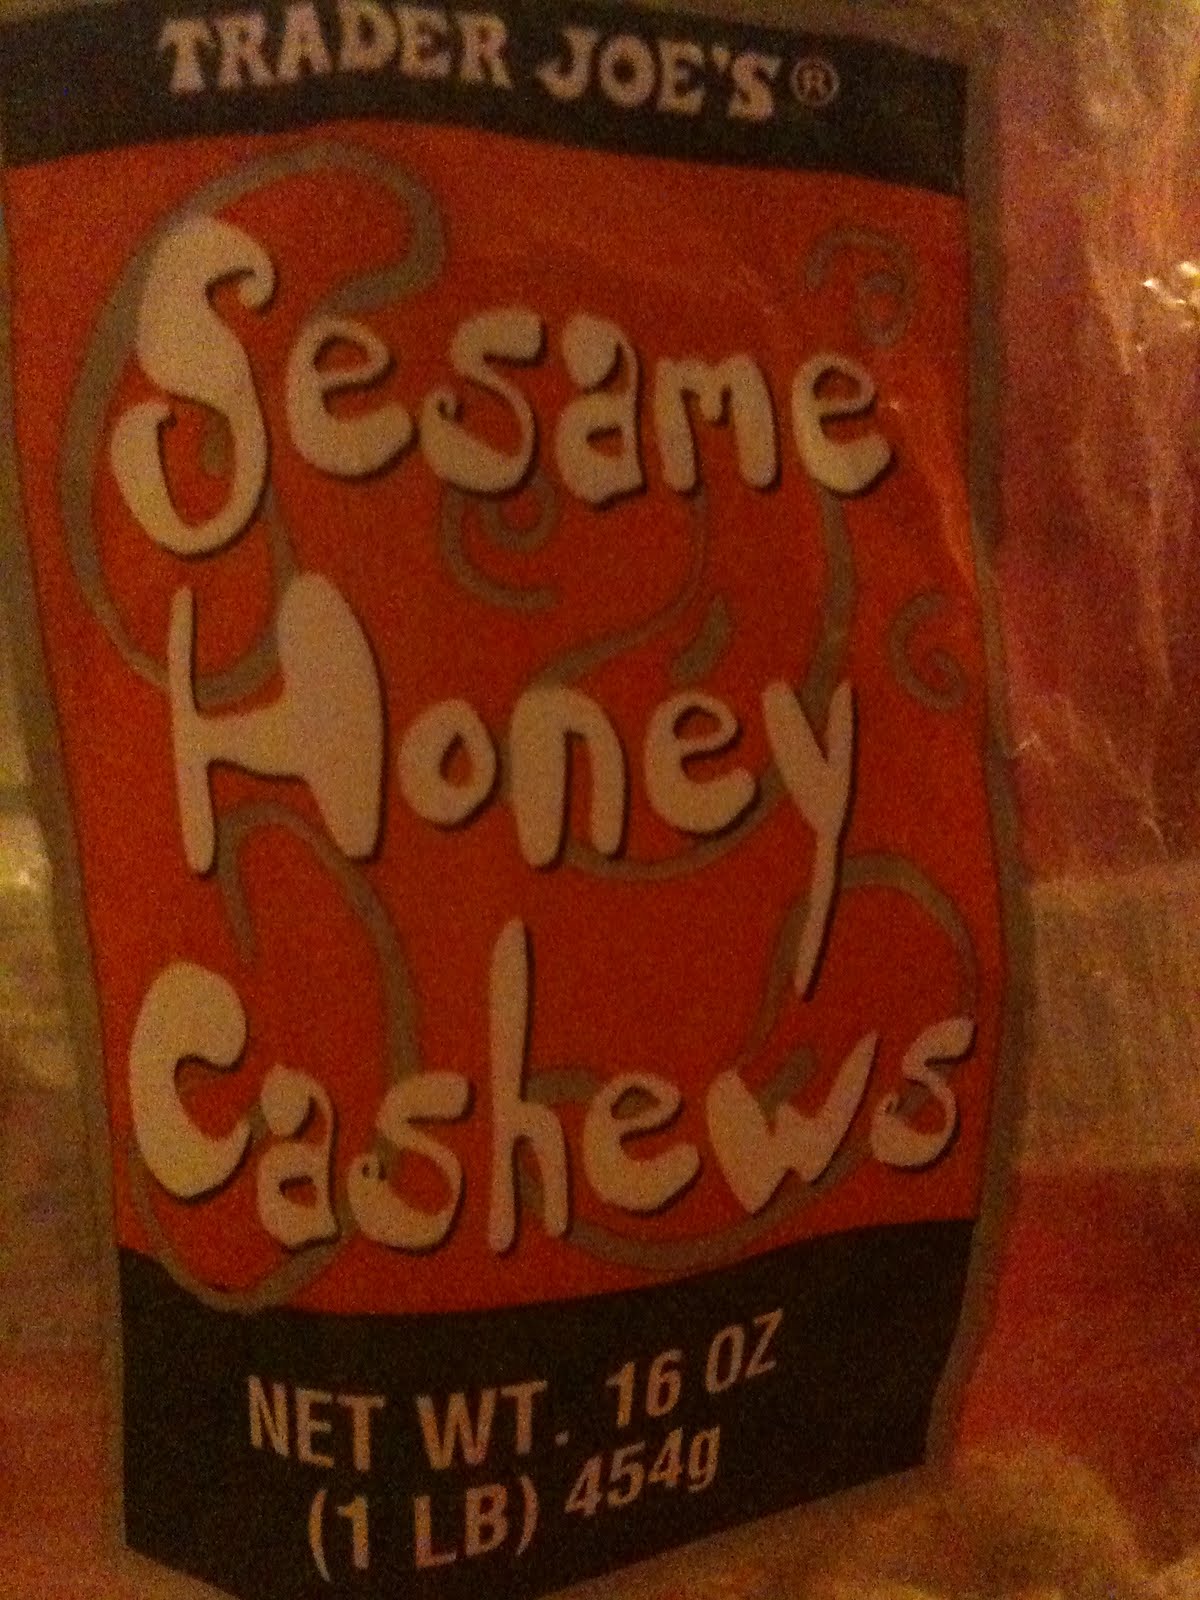 TRADER JOE'S®
Sesame
Honey
Cashews
NET WT. 16 OZ
(1 LB) 454g